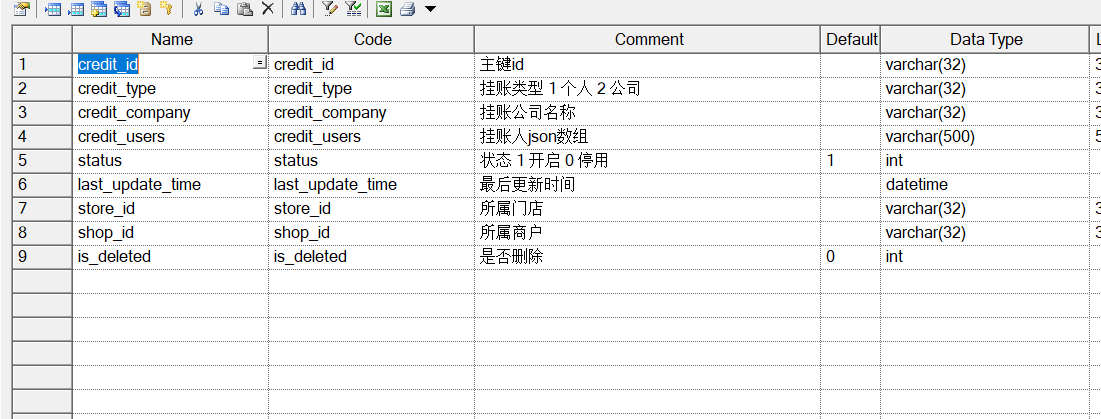 Name Code Comment Default Data Type L
1 credit_id = credit_id 主键id varchar(32) 3
2 credit_type credit_type 挂账类型 1 个人 2 公司 varchar(32) 3
3 credit_company credit_company 挂账公司名称 varchar(32) 3
4 credit_users credit_users 挂账人json数组 varchar(500) 5
5 status status 状态 1 开启 0 停用 1 int
6 last_update_time last_update_time 最后更新时间 datetime
7 store_id store_id 所属门店 varchar(32) 3
8 shop_id shop_id 所属商户 varchar(32) 3
9 is_deleted is_deleted 是否删除 0 int